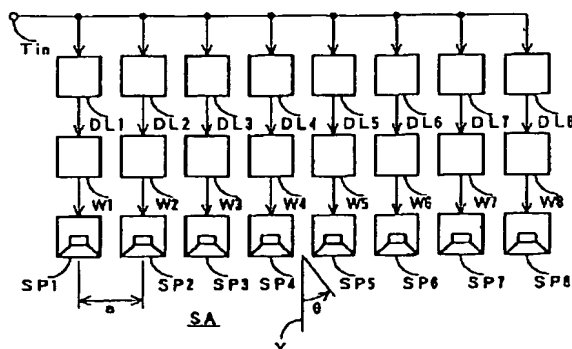 Tin
DL1 DL2 DL3 DL4 DL5 DL6 DL7 DL8
W1 W2 W3 W4 W5 W6 W7 W8
SP1 SP2 SP3 SP4 SP5 SP6 SP7 SP8
a
SA
θ
Y